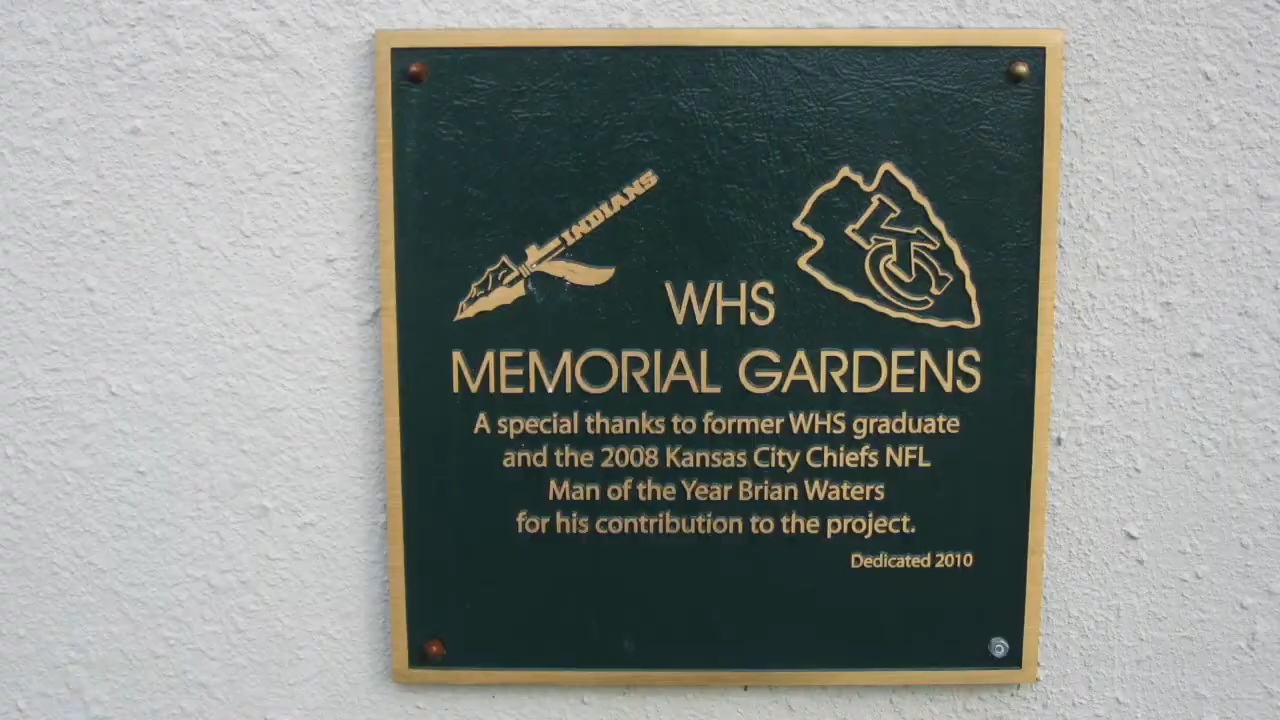 INDIANS
KC
WHS
MEMORIAL GARDENS
A special thanks to former WHS graduate
and the 2008 Kansas City Chiefs NFL
Man of the Year Brian Waters
for his contribution to the project.
Dedicated 2010